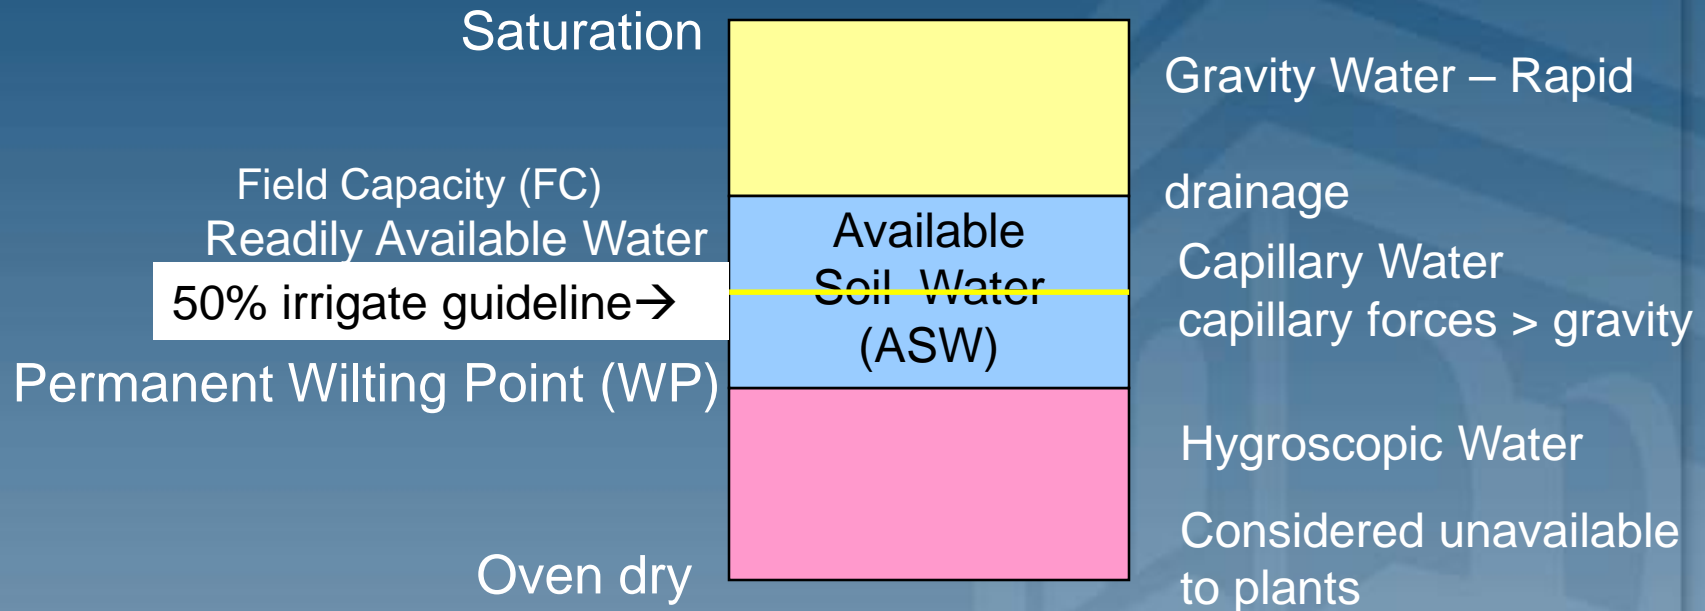 Saturation
Gravity Water – Rapid
drainage
Field Capacity (FC)
Readily Available Water
50% irrigate guideline→
Available
Soil Water
(ASW)
Capillary Water
capillary forces > gravity
Permanent Wilting Point (WP)
Hygroscopic Water
Considered unavailable
to plants
Oven dry